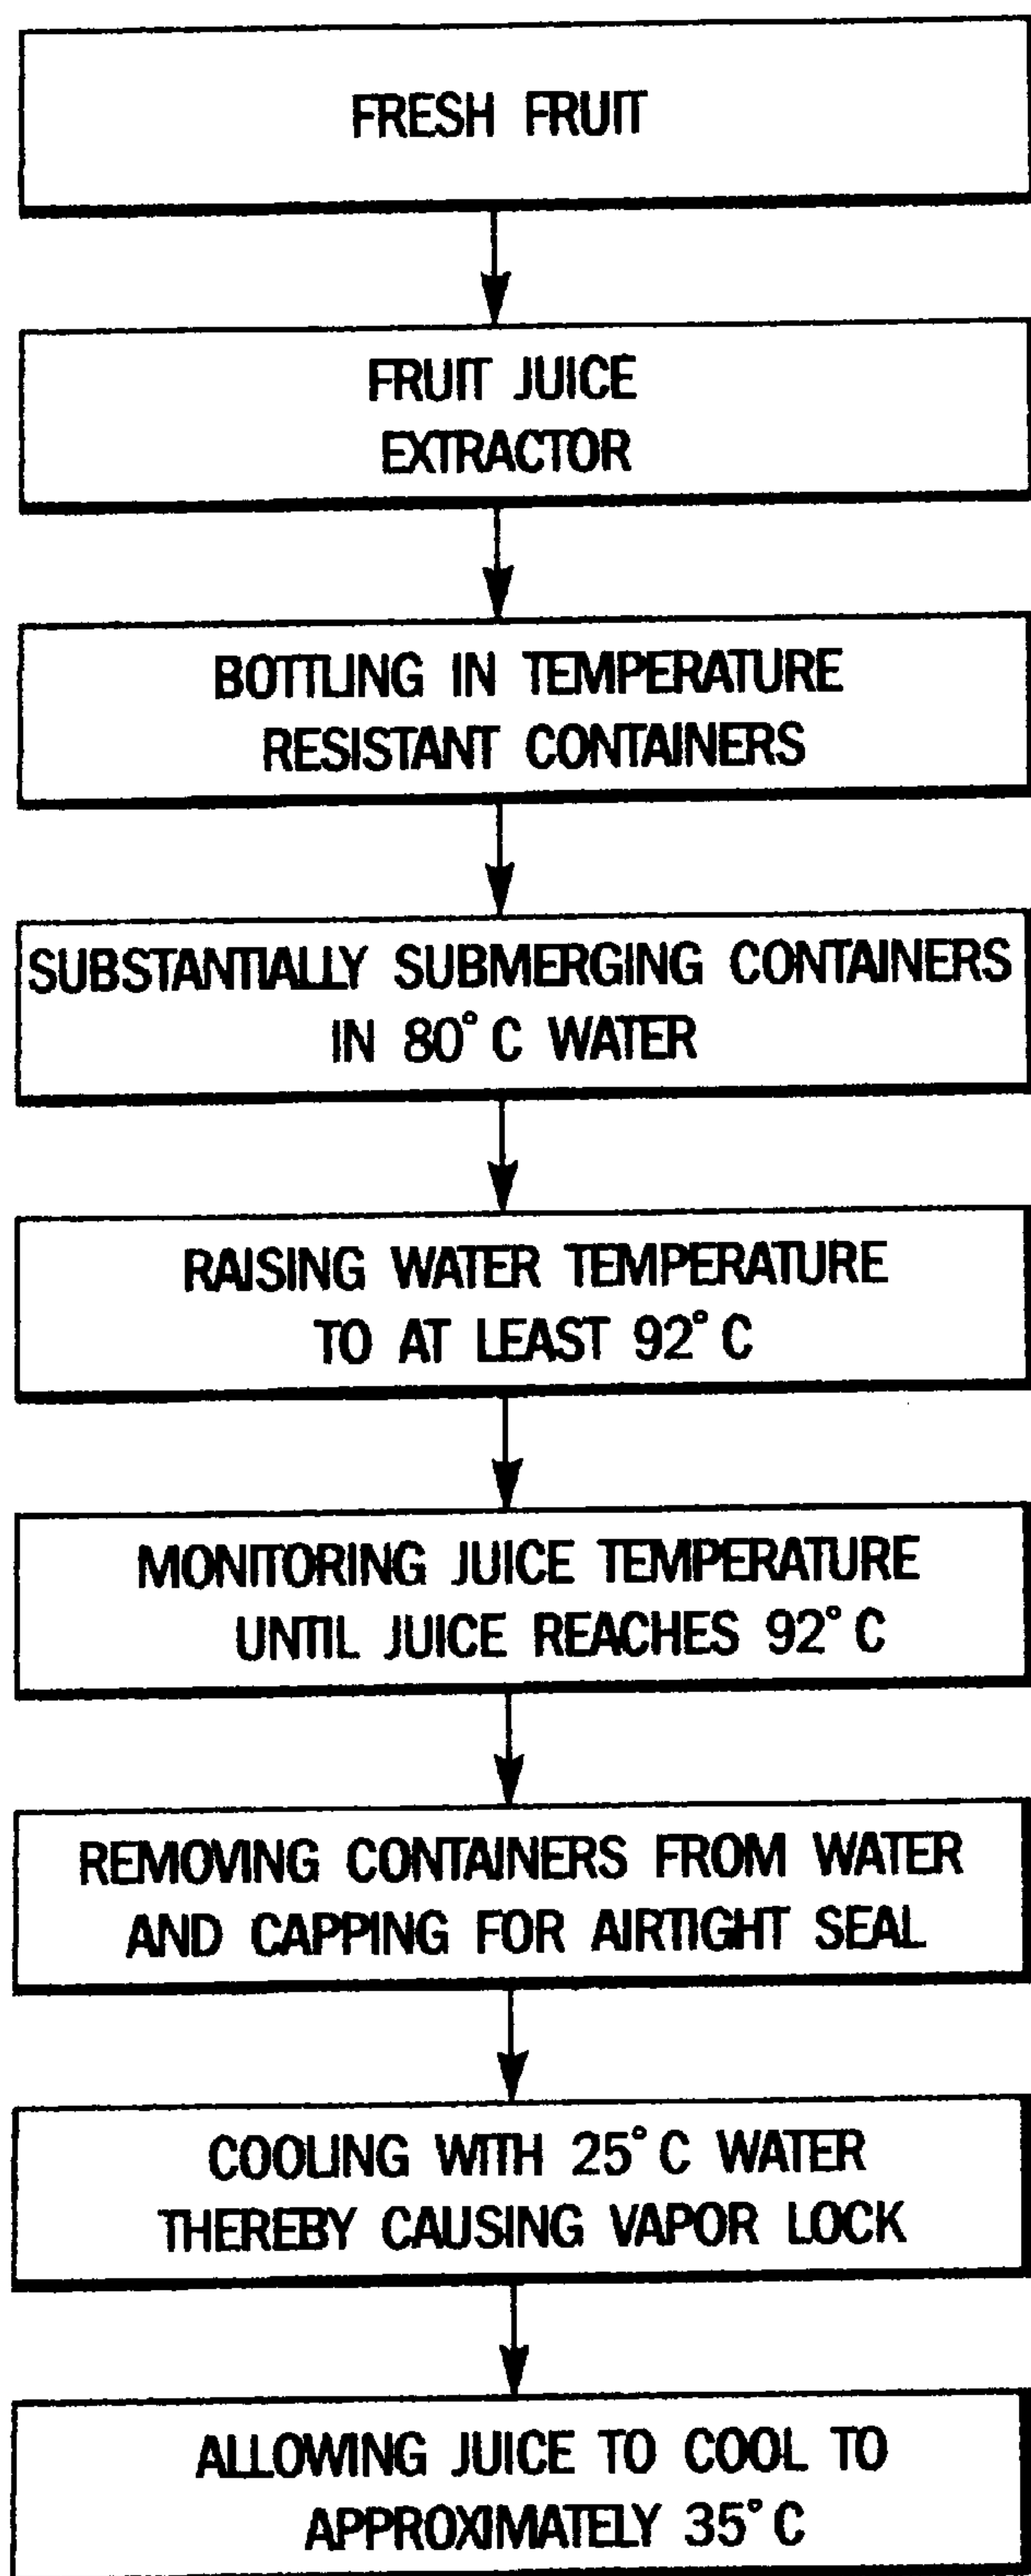 FRESH FRUIT
FRUIT JUICE
EXTRACTOR
BOTTLING IN TEMPERATURE
RESISTANT CONTAINERS
SUBSTANTIALLY SUBMERGING CONTAINERS
IN 80°C WATER
RAISING WATER TEMPERATURE
TO AT LEAST 92°C
MONITORING JUICE TEMPERATURE
UNTIL JUICE REACHES 92°C
REMOVING CONTAINERS FROM WATER
AND CAPPING FOR AIRTIGHT SEAL
COOLING WITH 25°C WATER
THEREBY CAUSING VAPOR LOCK
ALLOWING JUICE TO COOL TO
APPROXIMATELY 35°C